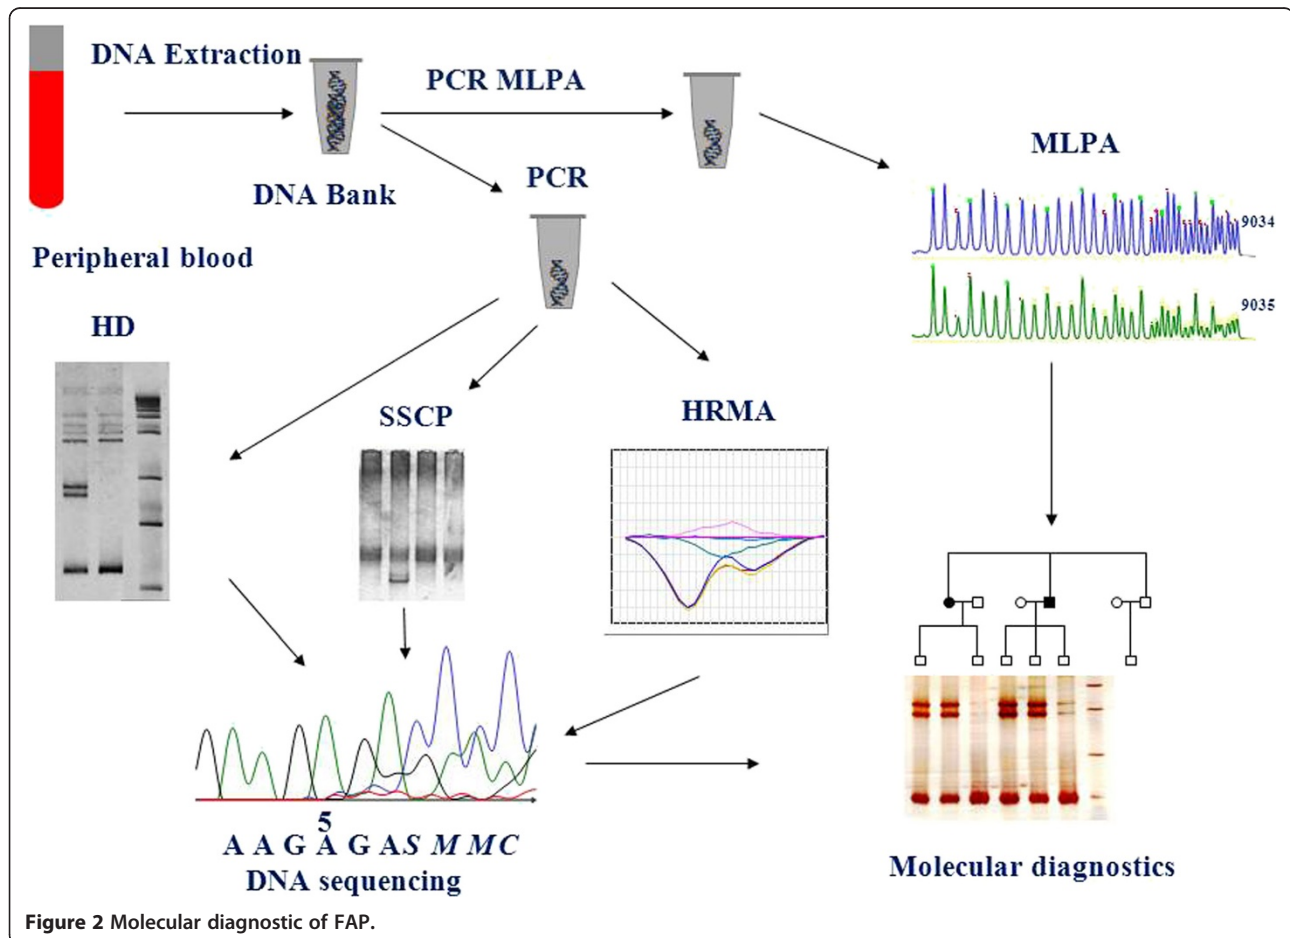 DNA Extraction
PCR MLPA
MLPA
DNA Bank
PCR
9034
Peripheral blood
9035
HD
SSCP
HRMA
5
A A G A G A S M M C
DNA sequencing
Molecular diagnostics
Figure 2 Molecular diagnostic of FAP.